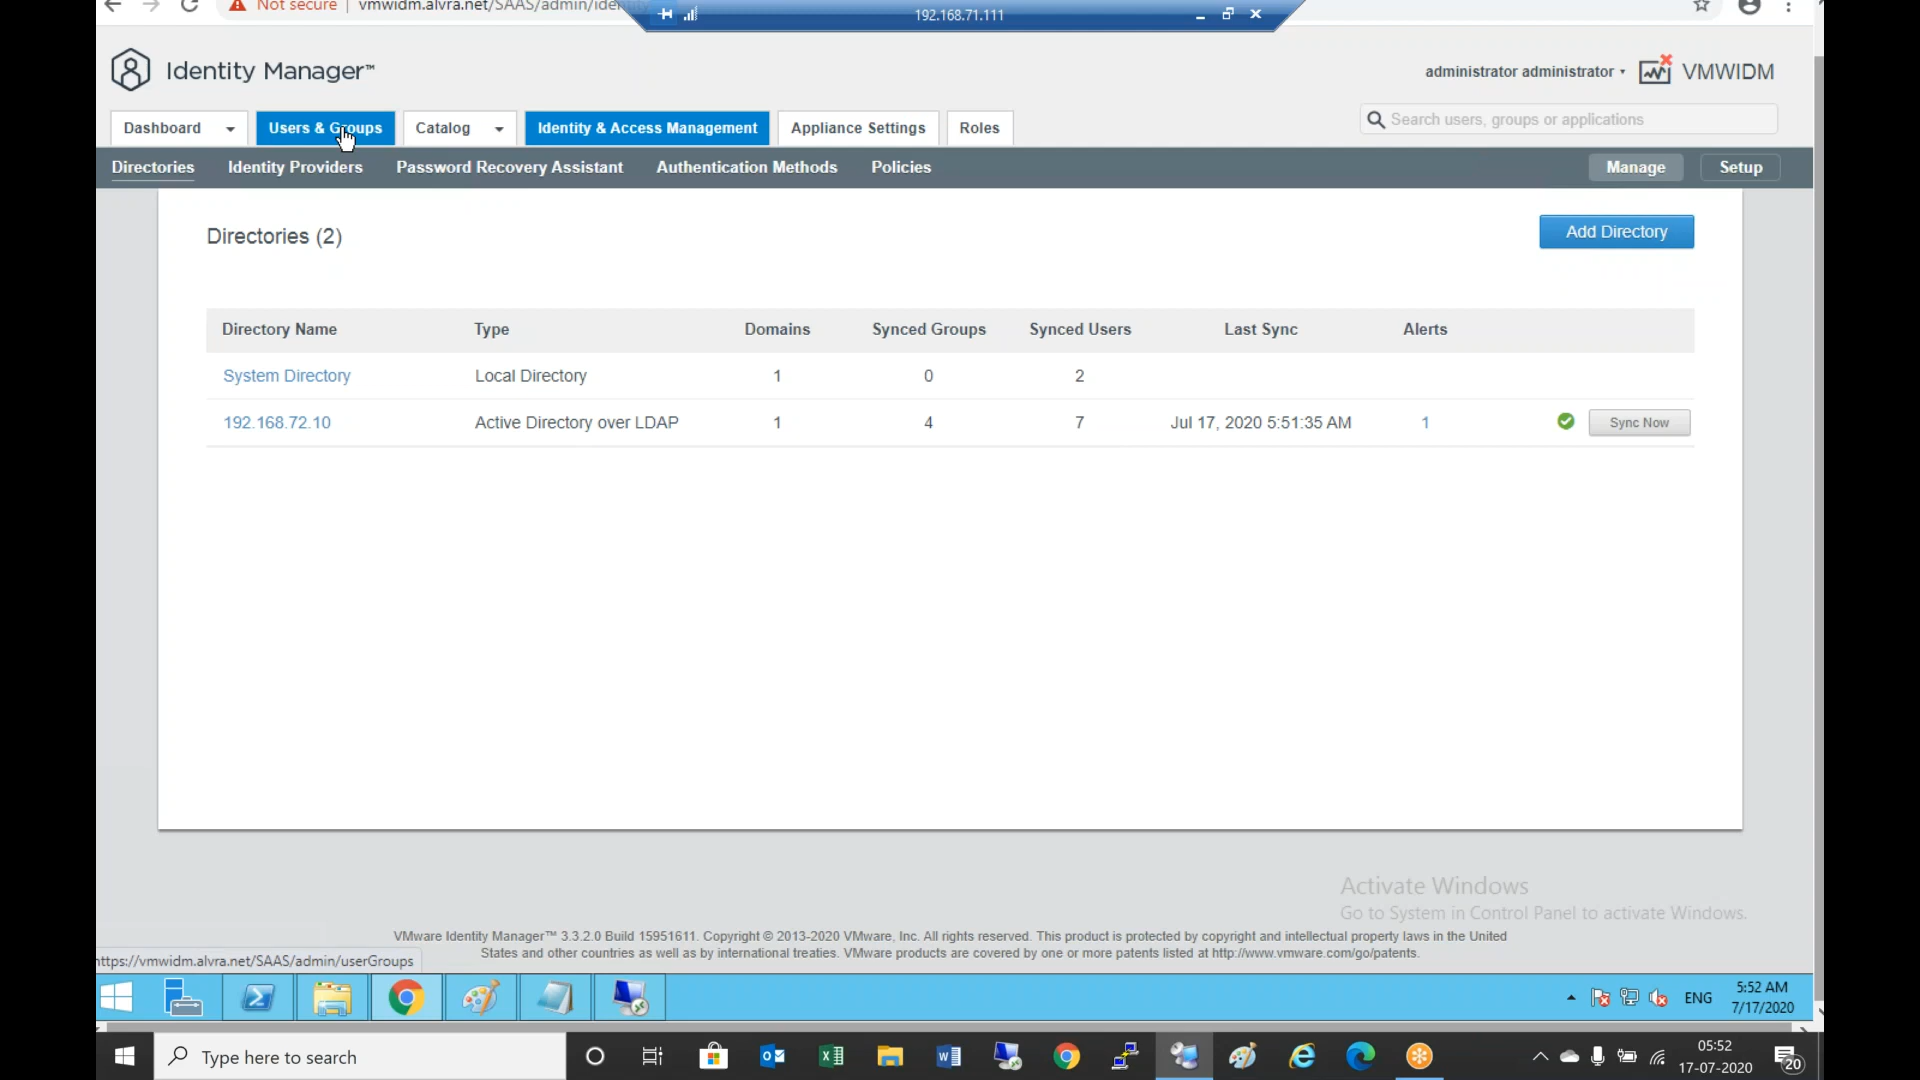 Not secure | vmwidm.alvra.net/SAAS/admin/iden
192.168.71.111
Identity Manager™
administrator administrator
VMWIDM
Dashboard
Users & Groups
Catalog
Identity & Access Management
Appliance Settings
Roles
Search users, groups or applications
Directories
Identity Providers
Password Recovery Assistant
Authentication Methods
Policies
Manage
Setup
Directories (2)
Add Directory
Directory Name Type Domains Synced Groups Synced Users Last Sync Alerts
System Directory Local Directory 1 0 2
192.168.72.10 Active Directory over LDAP 1 4 7 Jul 17, 2020 5:51:35 AM 1 Sync Now
Activate Windows
Go to System in Control Panel to activate Windows.
VMware Identity Manager™ 3.3.2.0 Build 15951611. Copyright © 2013-2020 VMware, Inc. All rights reserved. This product is protected by copyright and intellectual property laws in the United
States and other countries as well as by international treaties. VMware products are covered by one or more patents listed at http://www.vmware.com/go/patents.
ttps://vmwidm.alvra.net/SAAS/admin/userGroups
ENG
5:52 AM
7/17/2020
Type here to search
05:52
17-07-2020
20